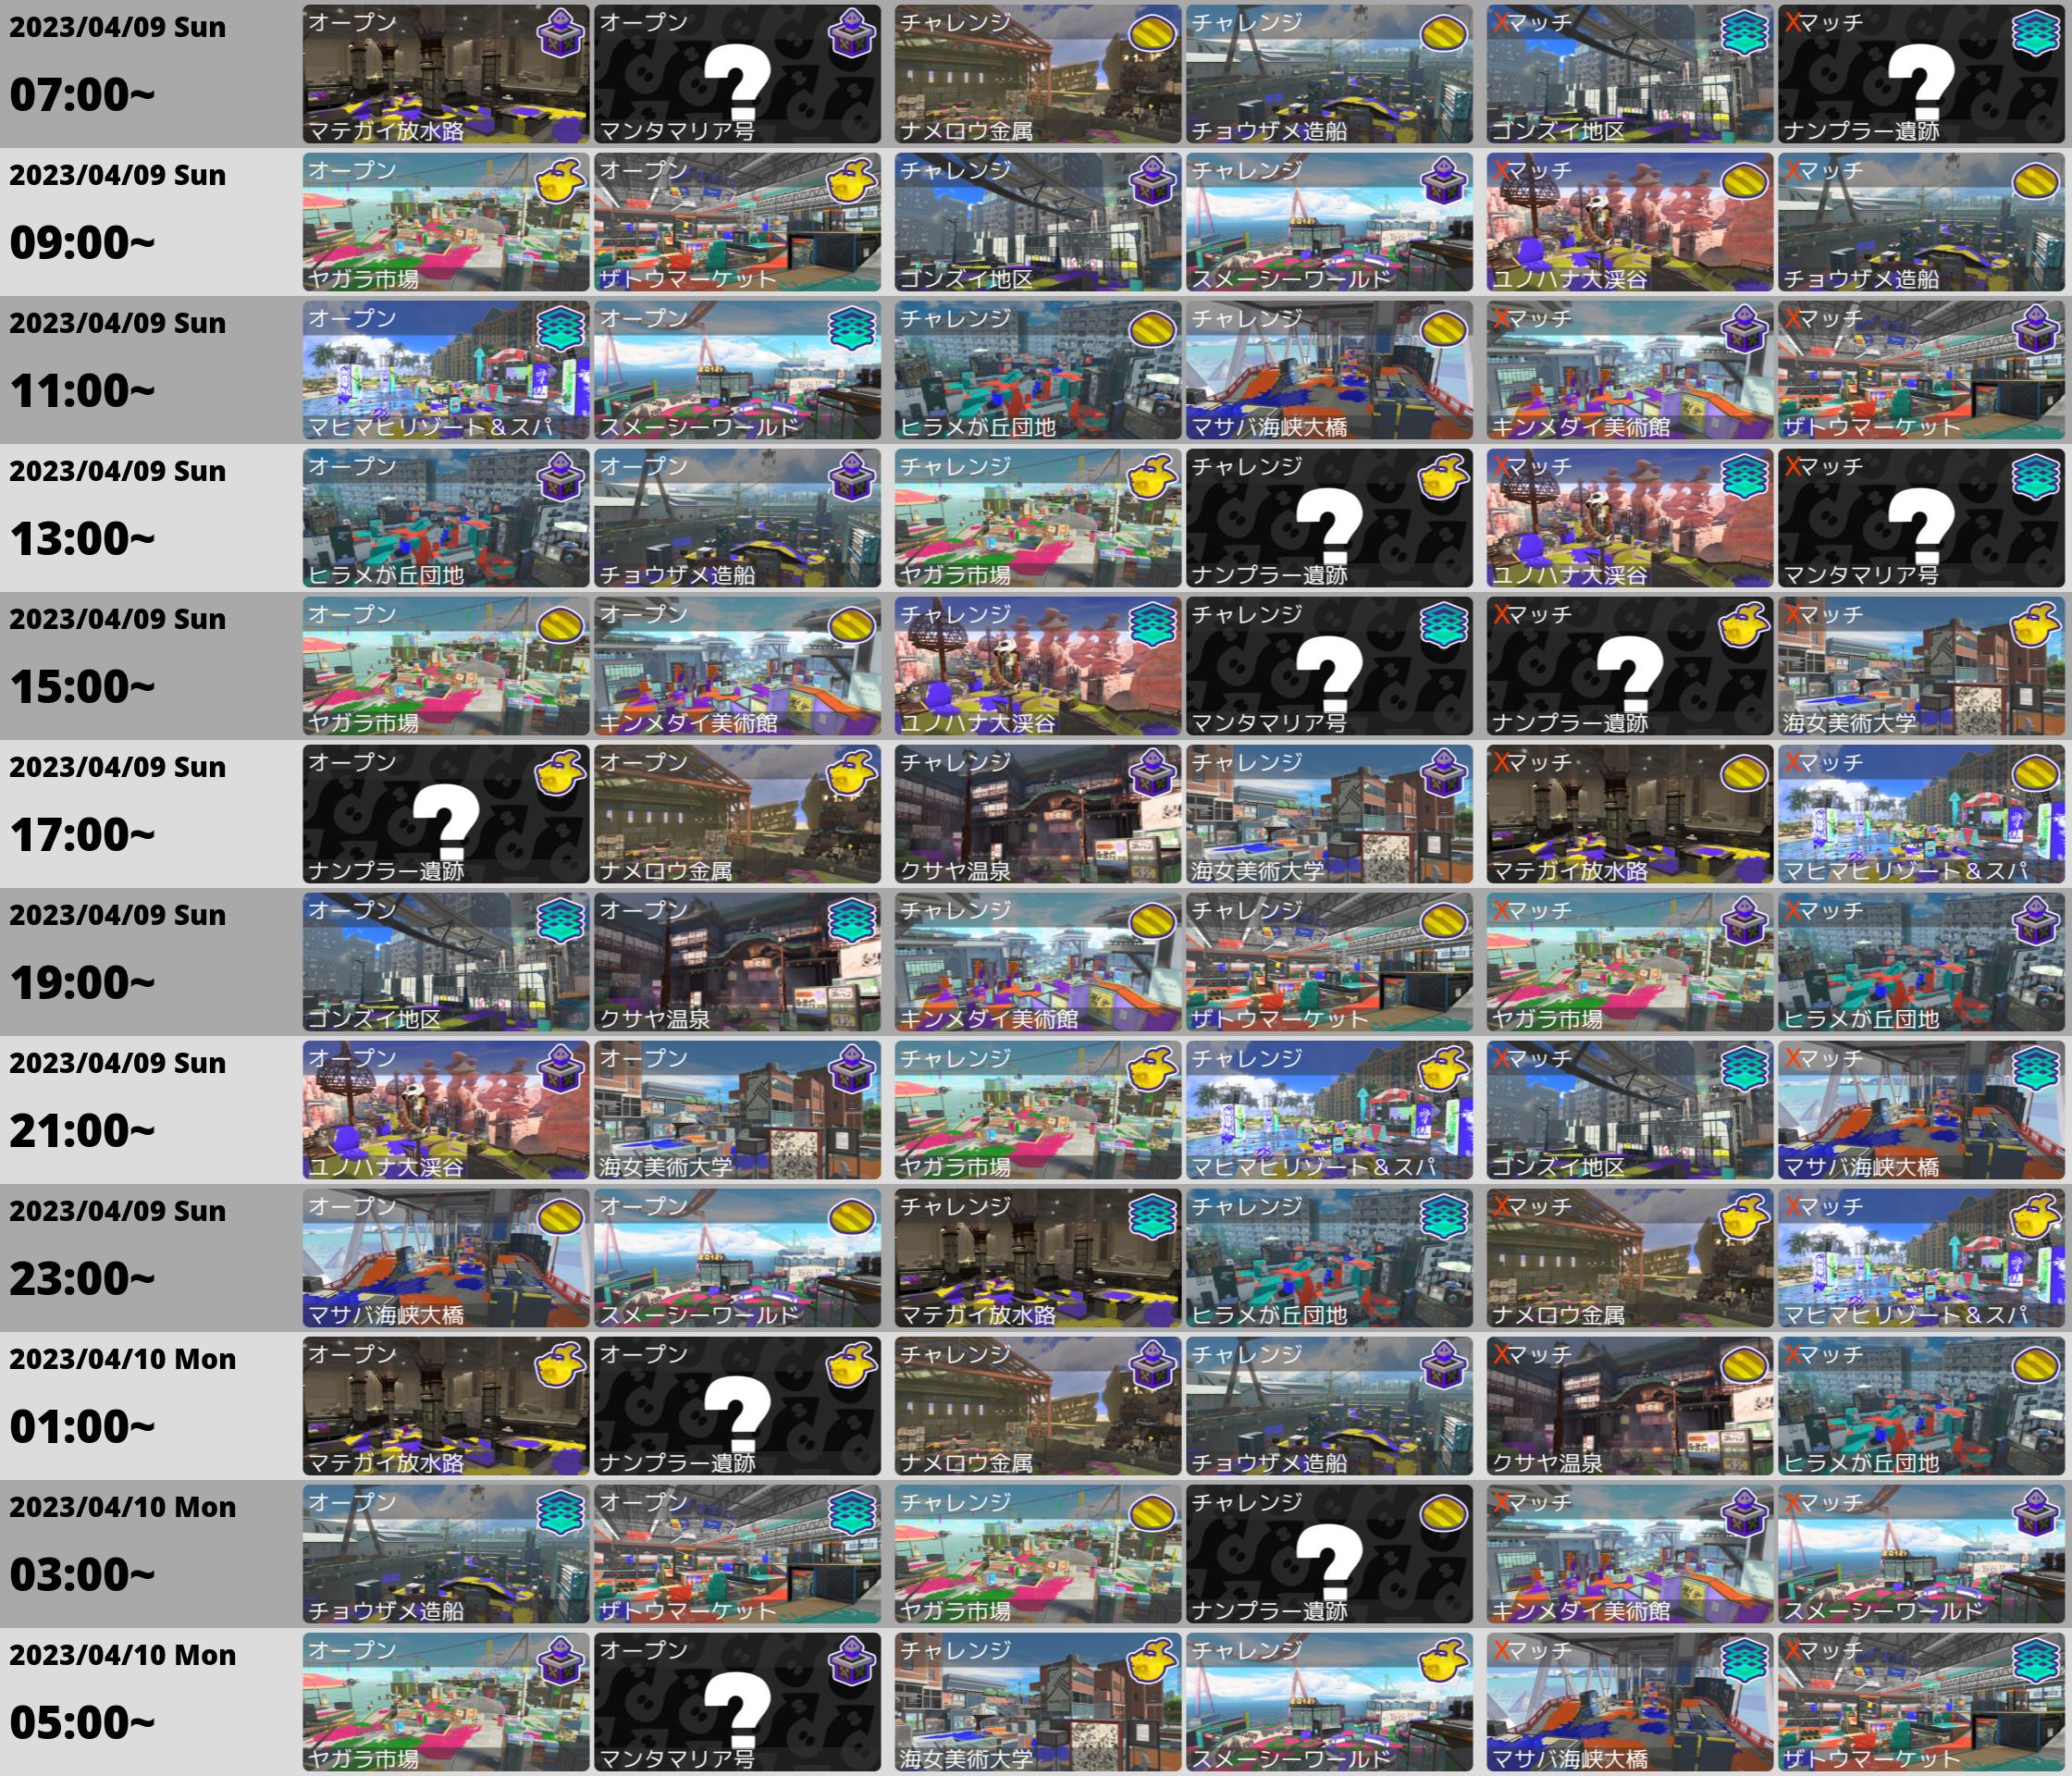 2023/04/09 Sun
07:00~
オープン
マテガイ放水路
オープン
マンタマリア号
チャレンジ
ナメロウ金属
チャレンジ
チョウザメ造船
Xマッチ
ゴンズイ地区
Xマッチ
ナンプラー遺跡
2023/04/09 Sun
09:00~
オープン
ヤガラ市場
オープン
ザトウマーケット
チャレンジ
ゴンズイ地区
チャレンジ
スメーシーワールド
Xマッチ
ユノハナ大渓谷
Xマッチ
チョウザメ造船
2023/04/09 Sun
11:00~
オープン
マヒマヒリゾート＆スパ
オープン
スメーシーワールド
チャレンジ
ヒラメが丘団地
チャレンジ
マサバ海峡大橋
Xマッチ
キンメダイ美術館
Xマッチ
ザトウマーケット
2023/04/09 Sun
13:00~
オープン
ヒラメが丘団地
オープン
チョウザメ造船
チャレンジ
ヤガラ市場
チャレンジ
ナンプラー遺跡
Xマッチ
ユノハナ大渓谷
Xマッチ
マンタマリア号
2023/04/09 Sun
15:00~
オープン
ヤガラ市場
オープン
キンメダイ美術館
チャレンジ
ユノハナ大渓谷
チャレンジ
マンタマリア号
Xマッチ
ナンプラー遺跡
Xマッチ
海女美術大学
2023/04/09 Sun
17:00~
オープン
ナンプラー遺跡
オープン
ナメロウ金属
チャレンジ
クサヤ温泉
チャレンジ
海女美術大学
Xマッチ
マテガイ放水路
Xマッチ
マヒマヒリゾート＆スパ
2023/04/09 Sun
19:00~
オープン
ゴンズイ地区
オープン
クサヤ温泉
チャレンジ
キンメダイ美術館
チャレンジ
ザトウマーケット
Xマッチ
ヤガラ市場
Xマッチ
ヒラメが丘団地
2023/04/09 Sun
21:00~
オープン
ユノハナ大渓谷
オープン
海女美術大学
チャレンジ
ヤガラ市場
チャレンジ
マヒマヒリゾート＆スパ
Xマッチ
ゴンズイ地区
Xマッチ
マサバ海峡大橋
2023/04/09 Sun
23:00~
オープン
マサバ海峡大橋
オープン
スメーシーワールド
チャレンジ
マテガイ放水路
チャレンジ
ヒラメが丘団地
Xマッチ
ナメロウ金属
Xマッチ
マヒマヒリゾート＆スパ
2023/04/10 Mon
01:00~
オープン
マテガイ放水路
オープン
ナンプラー遺跡
チャレンジ
ナメロウ金属
チャレンジ
チョウザメ造船
Xマッチ
クサヤ温泉
Xマッチ
ヒラメが丘団地
2023/04/10 Mon
03:00~
オープン
チョウザメ造船
オープン
ザトウマーケット
チャレンジ
ヤガラ市場
チャレンジ
ナンプラー遺跡
Xマッチ
キンメダイ美術館
Xマッチ
スメーシーワールド
2023/04/10 Mon
05:00~
オープン
ヤガラ市場
オープン
マンタマリア号
チャレンジ
海女美術大学
チャレンジ
スメーシーワールド
Xマッチ
マサバ海峡大橋
Xマッチ
ザトウマーケット